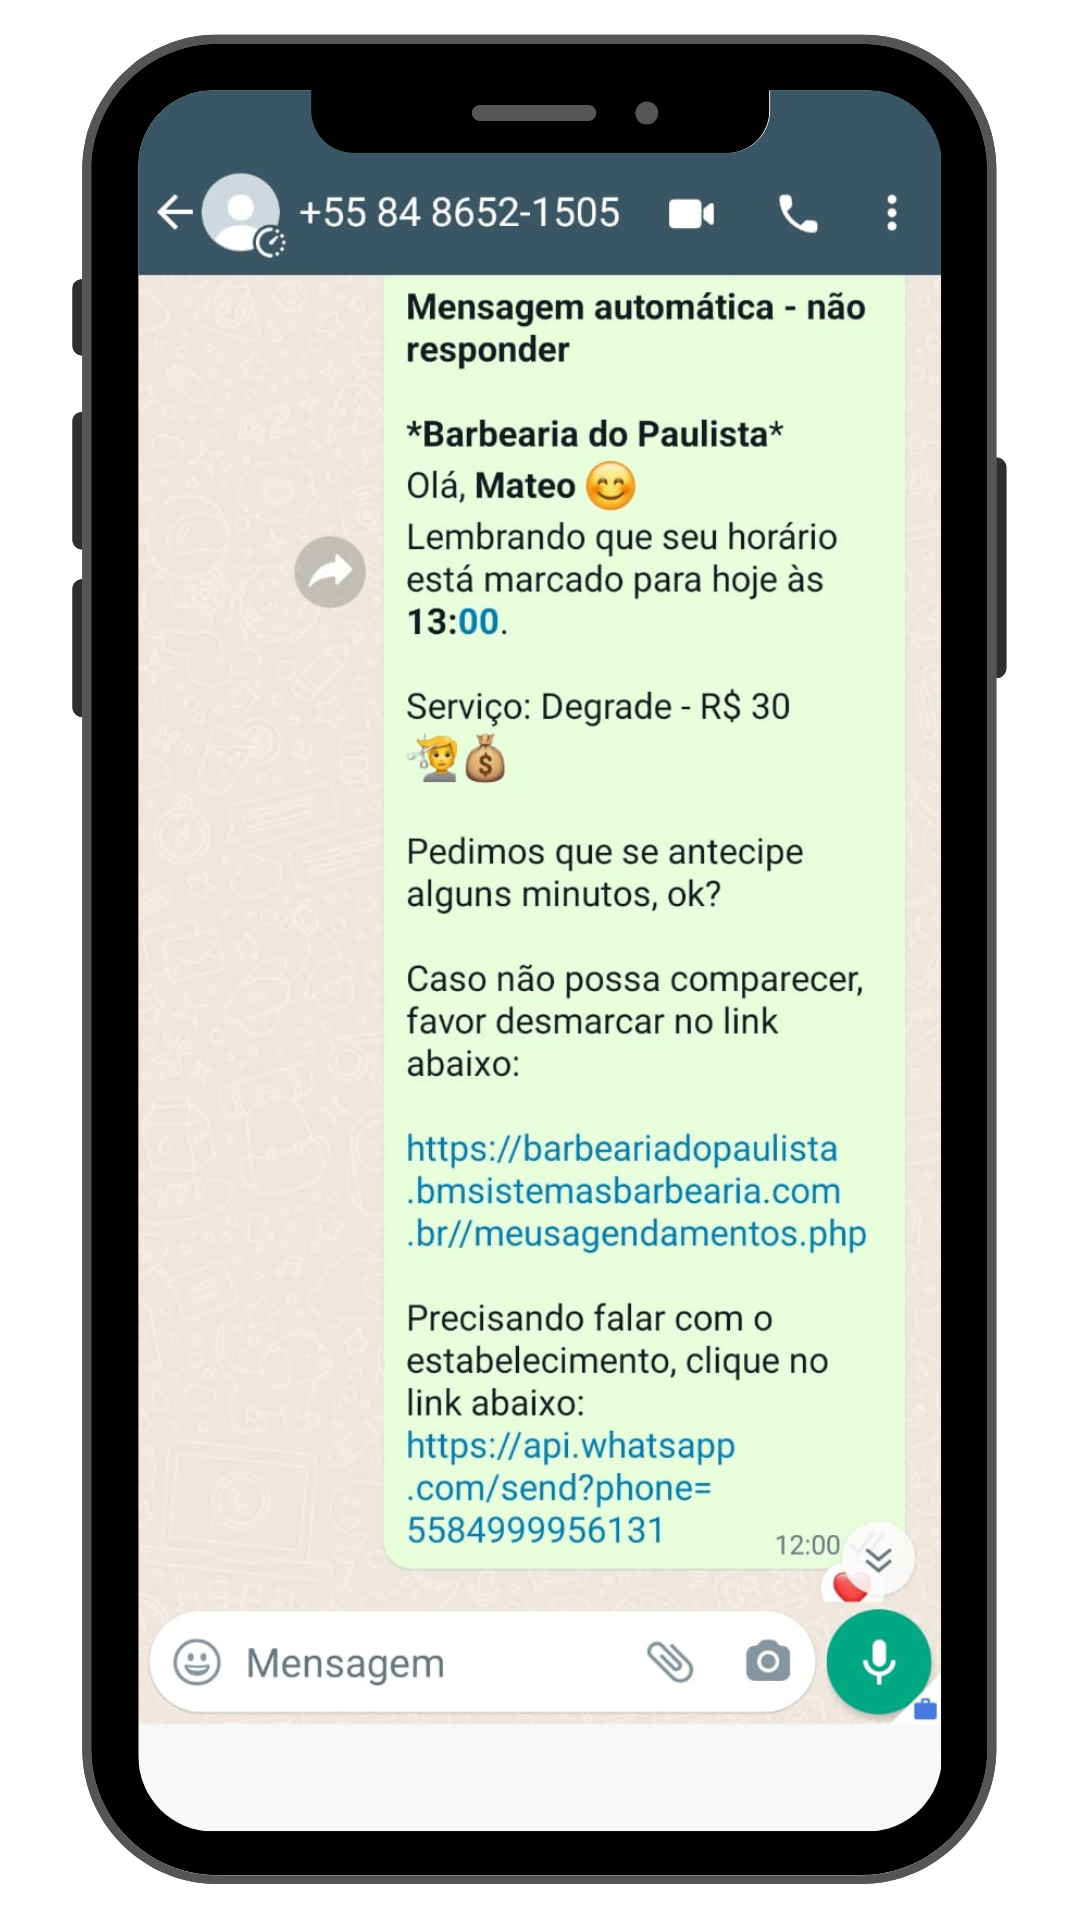 +55 84 8652-1505
Mensagem automática - não
responder
*Barbearia do Paulista*
Olá, Mateo 😊
Lembrando que seu horário
está marcado para hoje às
13:00.
Serviço: Degrade - R$ 30
💇💰
Pedimos que se antecipe
alguns minutos, ok?
Caso não possa comparecer,
favor desmarcar no link
abaixo:
https://barbeariadopaulista
.bmsistemasbarbearia.com
.br//meusagendamentos.php
Precisando falar com o
estabelecimento, clique no
link abaixo:
https://api.whatsapp
.com/send?phone=
5584999956131
12:00
Mensagem